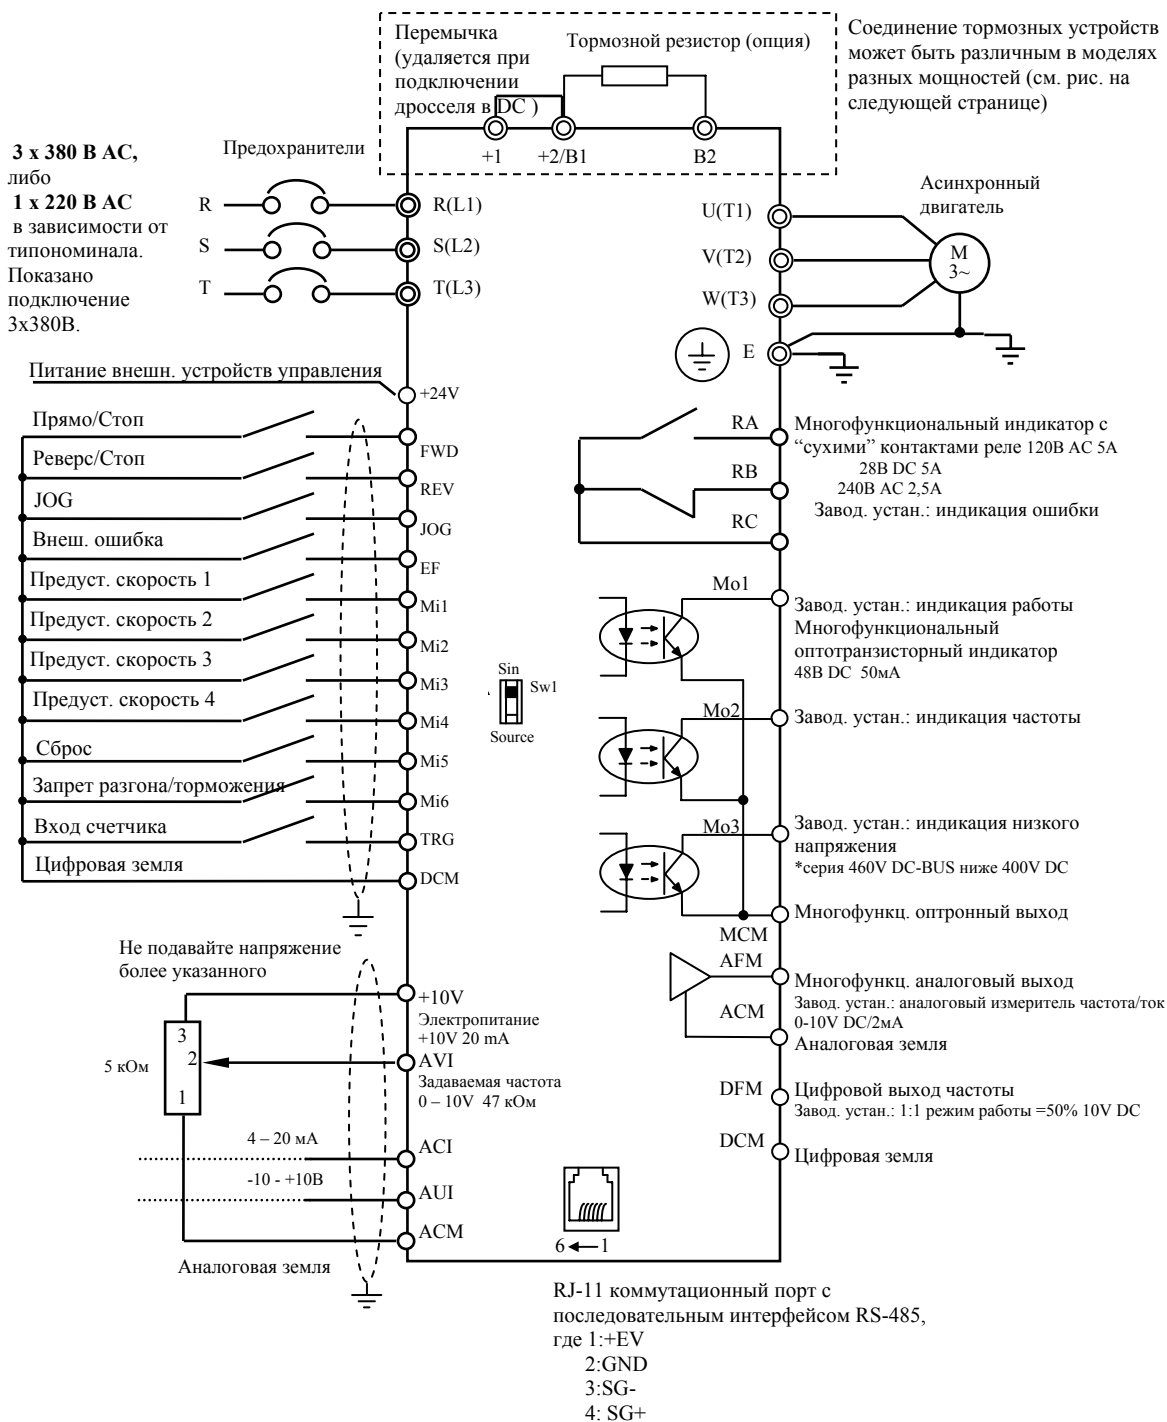 Перемычка
(удаляется при
подключении
дросселя в DC )
Тормозной резистор (опция)
Соединение тормозных устройств
может быть различным в моделях
разных мощностей (см. рис. на
следующей странице)
+1
+2/B1
B2
3 x 380 В AC,
либо
1 x 220 В AC
в зависимости от
типономинала.
Показано
подключение
3x380В.
Предохранители
R
R(L1)
S
S(L2)
T
T(L3)
Асинхронный
двигатель
U(T1)
V(T2)
W(T3)
M
3~
E
Питание внешн. устройств управления
+24V
Прямо/Стоп
FWD
Реверс/Стоп
REV
JOG
JOG
Внеш. ошибка
EF
Предуст. скорость 1
Mi1
Предуст. скорость 2
Mi2
Предуст. скорость 3
Mi3
Предуст. скорость 4
Mi4
Сброс
Mi5
Запрет разгона/торможения
Mi6
Вход счетчика
TRG
Цифровая земля
DCM
Sin
Sw1
Source
RA
RB
RC
Многофункциональный индикатор с
“сухими” контактами реле 120В AC 5A
28В DC 5A
240В AC 2,5A
Завод. устан.: индикация ошибки
Mo1
Завод. устан.: индикация работы
Многофункциональный
оптотранзисторный индикатор
48В DC 50мА
Mo2
Завод. устан.: индикация частоты
Mo3
Завод. устан.: индикация низкого
напряжения
*серия 460V DC-BUS ниже 400V DC
Многофункц. оптронный выход
MCM
AFM
Многофункц. аналоговый выход
Завод. устан.: аналоговый измеритель частота/ток
0-10V DC/2мА
ACM
Аналоговая земля
DFM
Цифровой выход частоты
Завод. устан.: 1:1 режим работы =50% 10V DC
DCM
Цифровая земля
Не подавайте напряжение
более указанного
+10V
Электропитание
+10V 20 mA
3
2
1
5 кОм
AVI
Задаваемая частота
0 – 10V 47 кОм
4 – 20 мА
ACI
-10 - +10В
AUI
ACM
Аналоговая земля
6
1
RJ-11 коммутационный порт с
последовательным интерфейсом RS-485,
где 1:+EV
2:GND
3:SG-
4: SG+